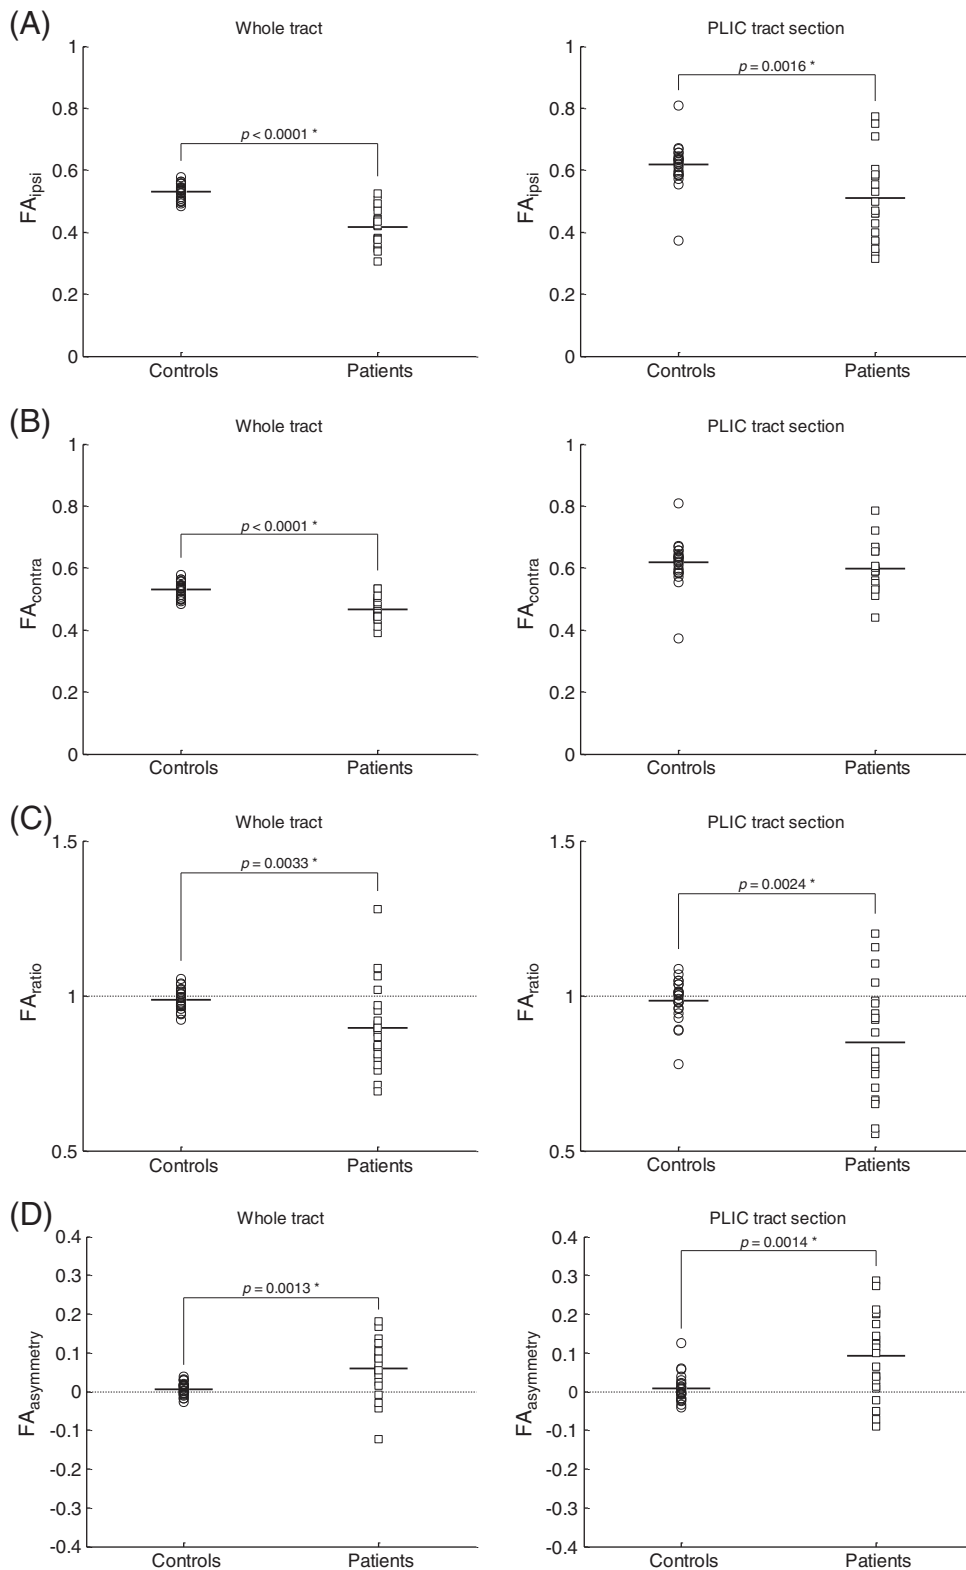 (A)
Whole tract
PLIC tract section
1
0.8
0.6
0.4
0.2
0
FAipsi
p < 0.0001 *
Controls
Patients
1
0.8
0.6
0.4
0.2
0
FAipsi
p = 0.0016 *
Controls
Patients
(B)
Whole tract
PLIC tract section
1
0.8
0.6
0.4
0.2
0
FAcontra
p < 0.0001 *
Controls
Patients
1
0.8
0.6
0.4
0.2
0
FAcontra
Controls
Patients
(C)
Whole tract
PLIC tract section
1.5
1
0.5
FAratio
p = 0.0033 *
Controls
Patients
1.5
1
0.5
FAratio
p = 0.0024 *
Controls
Patients
(D)
Whole tract
PLIC tract section
0.4
0.3
0.2
0.1
0
-0.1
-0.2
-0.3
-0.4
FAasymmetry
p = 0.0013 *
Controls
Patients
0.4
0.3
0.2
0.1
0
-0.1
-0.2
-0.3
-0.4
FAasymmetry
p = 0.0014 *
Controls
Patients